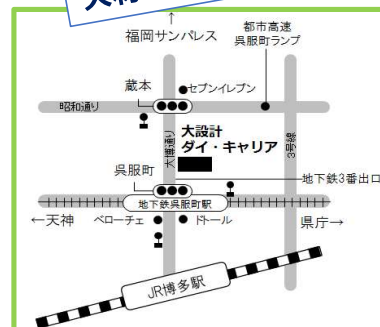 ↑
福岡サンパレス
都市高速
呉服町ランプ
蔵本
セブンイレブン
昭和通り
大博通り
大設計
ダイ・キャリア
3号線
呉服町
地下鉄3番出口
地下鉄呉服町駅
←天神
ベローチェ
ドトール
県庁→
JR博多駅